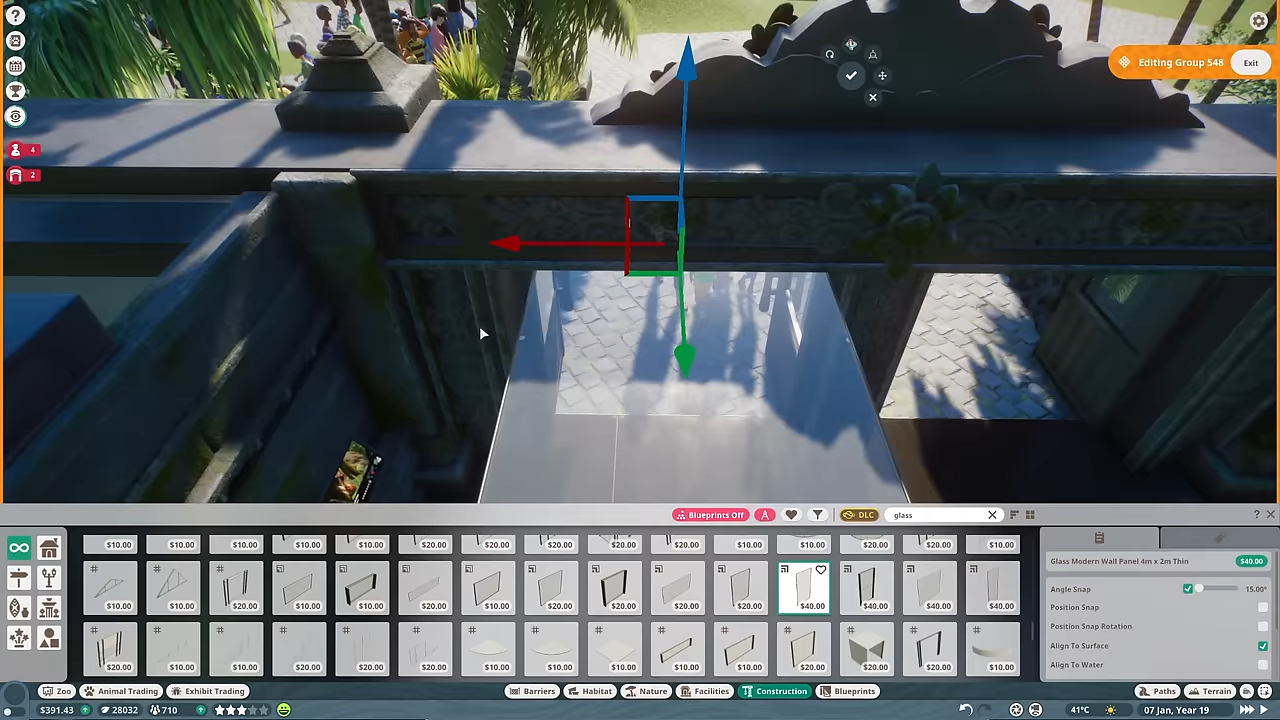 ?
Editing Group 548
Exit
4
2
Blueprints Off
DLC
glass
?
$10.00 $10.00 $10.00 $10.00 $10.00 $20.00 $20.00 $20.00 $20.00 $20.00 $10.00 $10.00 $20.00 $20.00 $10.00
$10.00 $10.00 $20.00 $10.00 $10.00 $20.00 $10.00 $20.00 $20.00 $20.00 $20.00 $40.00 $40.00 $40.00 $40.00
$20.00 $10.00 $10.00 $20.00 $20.00 $20.00 $10.00 $10.00 $10.00 $10.00 $10.00 $20.00 $20.00 $20.00 $10.00
Glass Modern Wall Panel 4m x 2m Thin
$40.00
Angle Snap
15.00°
Position Snap
Position Snap Rotation
Align To Surface
Align To Water
Zoo Animal Trading Exhibit Trading Barriers Habitat Nature Facilities Construction Blueprints Paths Terrain
$391.43 28032 710 41°C 07 Jan, Year 19